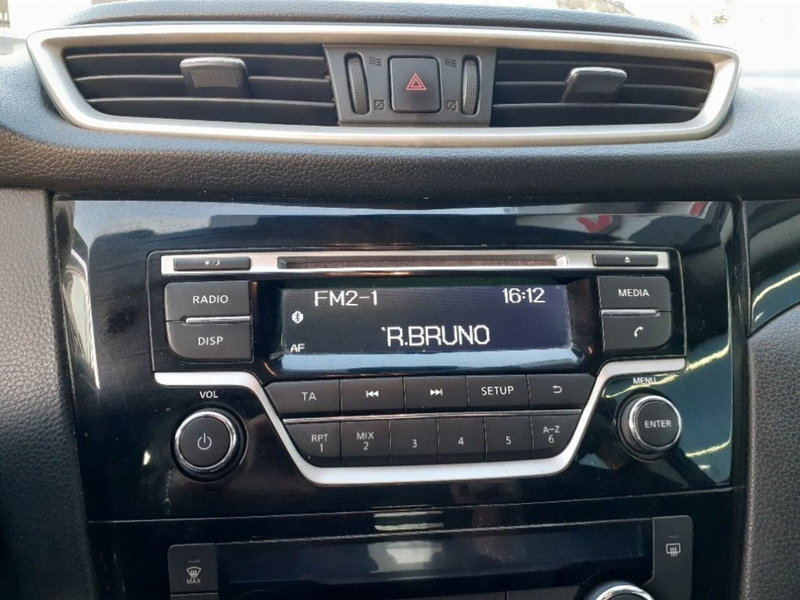 RADIO
DISP
FM2-1 16:12
AF 'R.BRUNO
MEDIA
VOL
MENU
TA SETUP
RPT MIX A-Z
1 2 3 4 5 6
ENTER
MAX